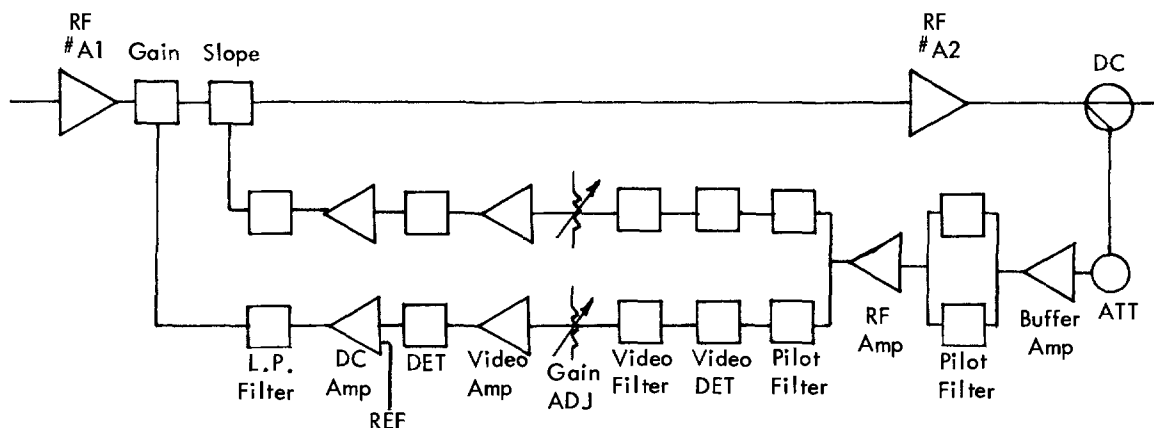 RF
#A1
Gain
Slope
RF
#A2
DC
L.P.
Filter
DC
Amp
REF
DET
Video
Amp
Gain
ADJ
Video
Filter
Video
DET
Pilot
Filter
RF
Amp
Pilot
Filter
Buffer
Amp
ATT